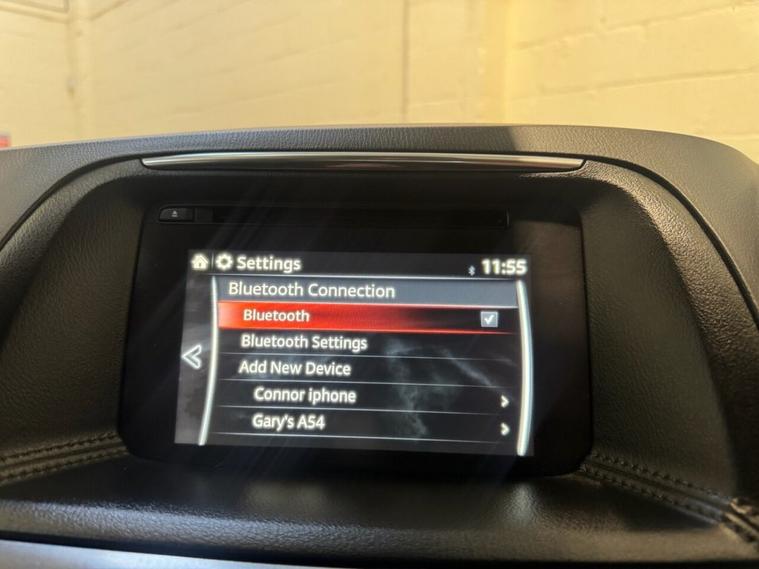 Settings 11:55
Bluetooth Connection
Bluetooth
Bluetooth Settings
Add New Device
Connor iphone
Gary's A54